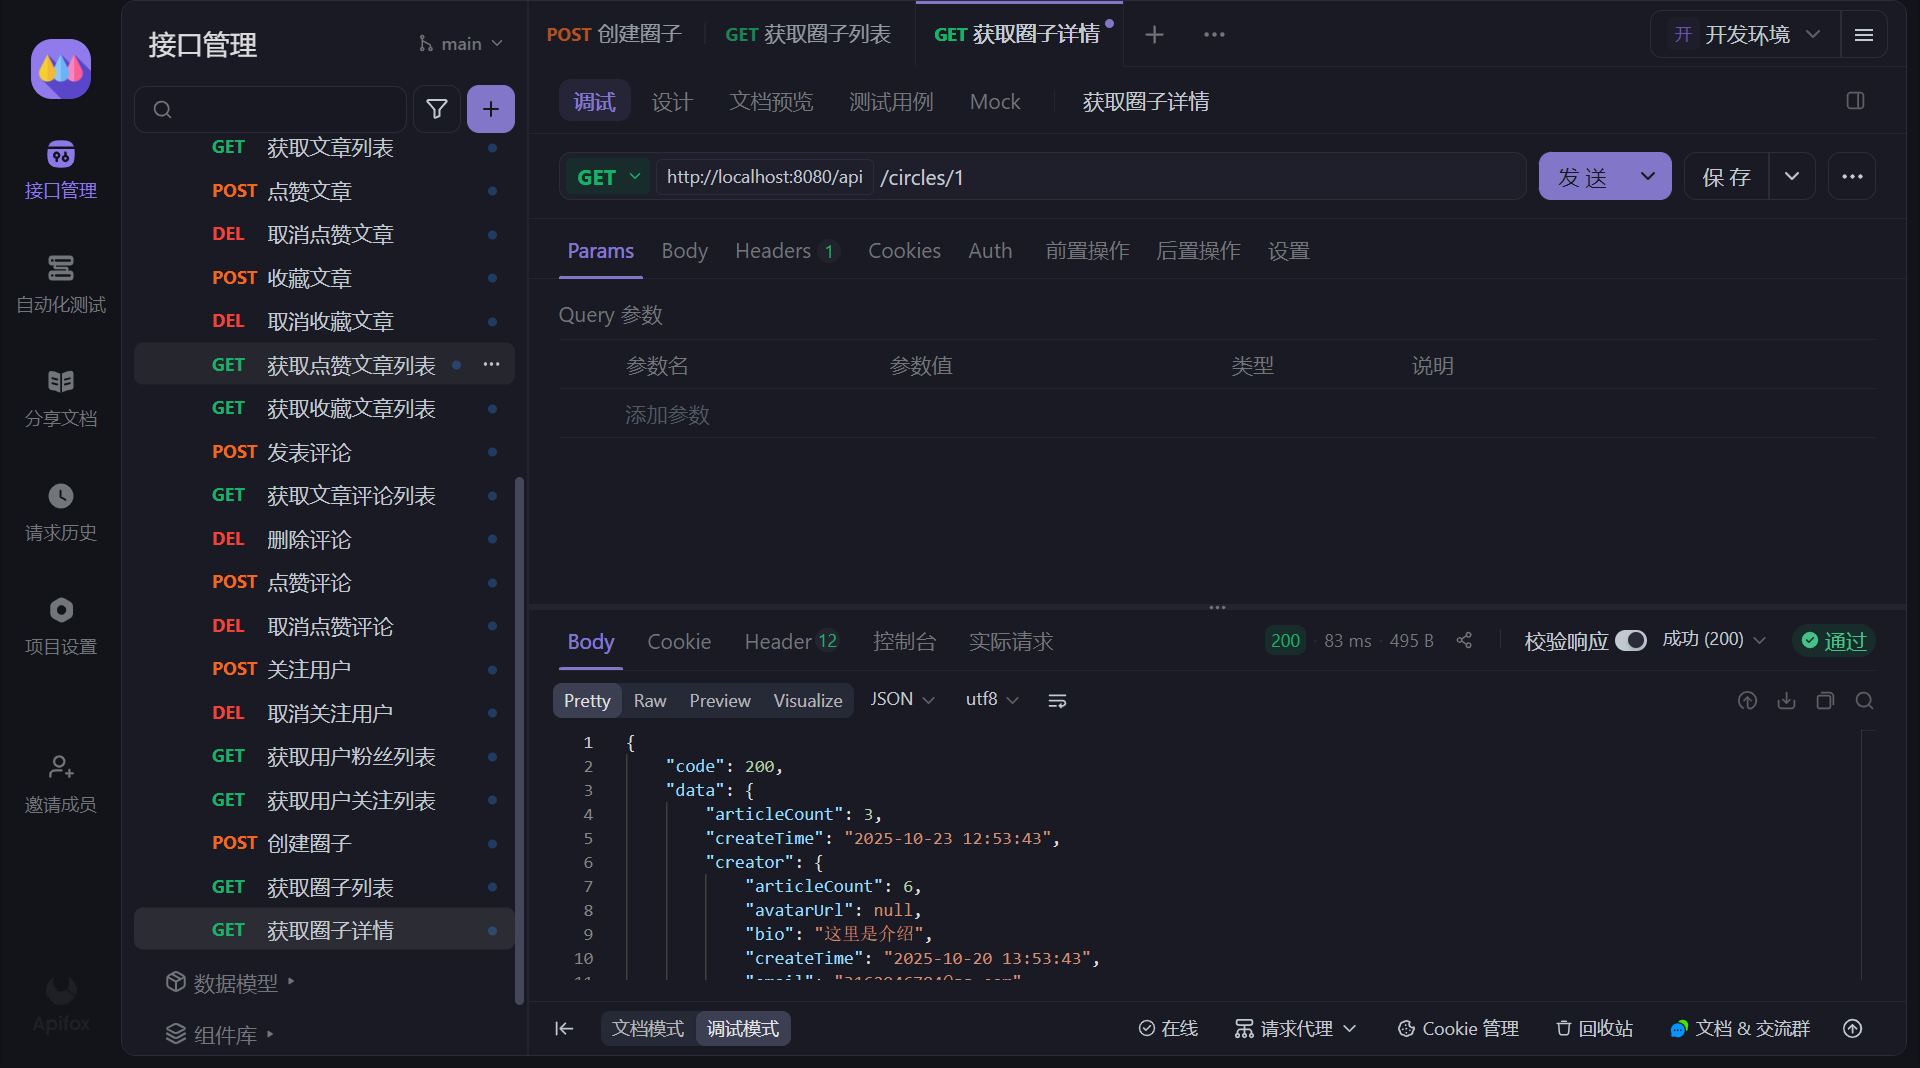 接口管理
自动化测试
分享文档
请求历史
项目设置
邀请成员
Apifox
接口管理
main
GET 获取文章列表
POST 点赞文章
DEL 取消点赞文章
POST 收藏文章
DEL 取消收藏文章
GET 获取点赞文章列表
GET 获取收藏文章列表
POST 发表评论
GET 获取文章评论列表
DEL 删除评论
POST 点赞评论
DEL 取消点赞评论
POST 关注用户
DEL 取消关注用户
GET 获取用户粉丝列表
GET 获取用户关注列表
POST 创建圈子
GET 获取圈子列表
GET 获取圈子详情
数据模型
组件库
POST 创建圈子 GET 获取圈子列表 GET 获取圈子详情
开 开发环境
调试 设计 文档预览 测试用例 Mock 获取圈子详情
GET http://localhost:8080/api /circles/1 发 送 保 存
Params Body Headers 1 Cookies Auth 前置操作 后置操作 设置
Query 参数
参数名 参数值 类型 说明
添加参数
Body Cookie Header 12 控制台 实际请求 200 · 83 ms · 495 B 校验响应 成功 (200) 通过
Pretty Raw Preview Visualize JSON utf8
1 {
2 "code": 200,
3 "data": {
4 "articleCount": 3,
5 "createTime": "2025-10-23 12:53:43",
6 "creator": {
7 "articleCount": 6,
8 "avatarUrl": null,
9 "bio": "这里是介绍",
10 "createTime": "2025-10-20 13:53:43",
文档模式 调试模式 在线 请求代理 Cookie 管理 回收站 文档 & 交流群